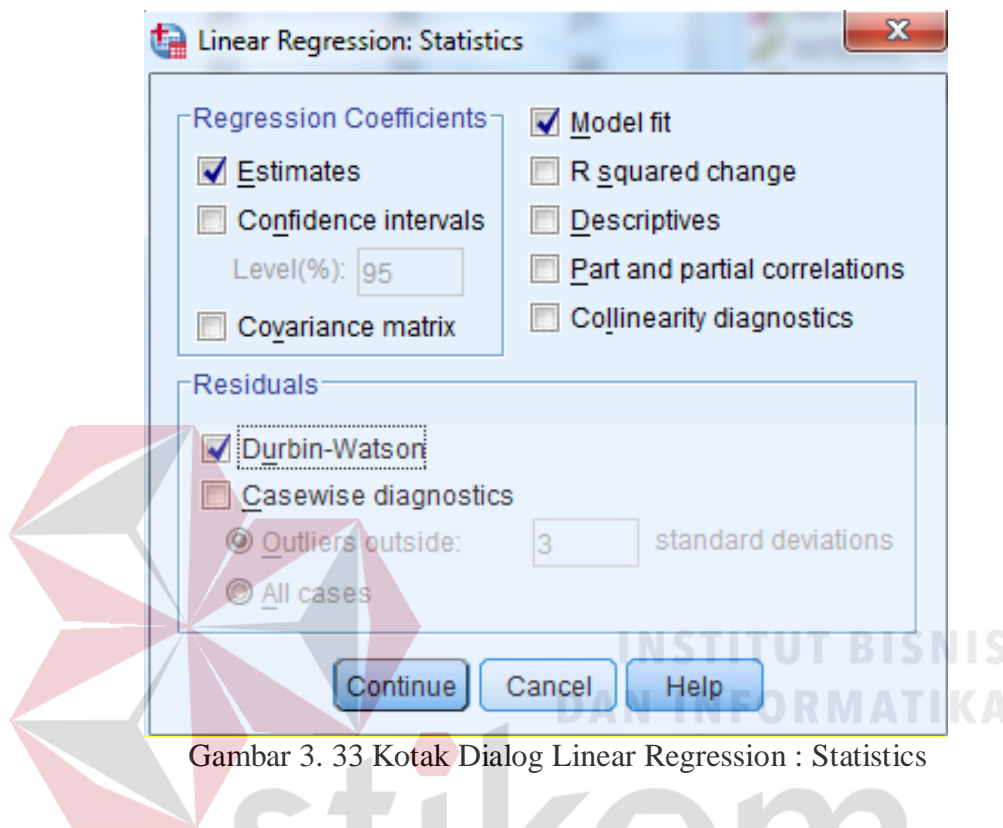 Linear Regression: Statistics
Regression Coefficients
Estimates
Confidence intervals
Level(%): 95
Covariance matrix
Model fit
R squared change
Descriptives
Part and partial correlations
Collinearity diagnostics
Residuals
Durbin-Watson
Casewise diagnostics
Outliers outside: 3 standard deviations
All cases
Continue Cancel Help
INSTITUT BISNIS
DAN INFORMATIKA
Gambar 3. 33 Kotak Dialog Linear Regression : Statistics
stikom